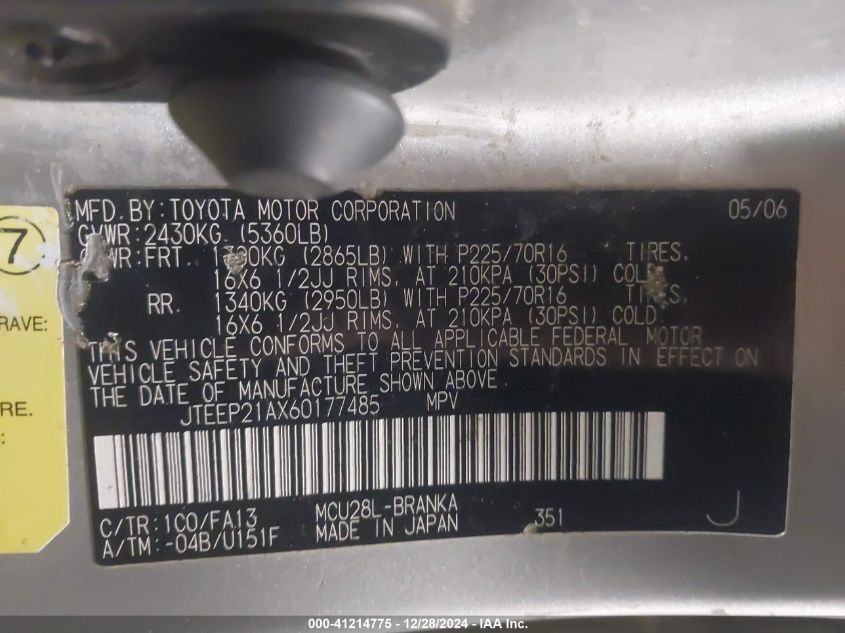 MFD. BY: TOYOTA MOTOR CORPORATION 05/06
GVWR: 2430KG (5360LB)
WR: FRT. 1300KG (2865LB) WITH P225/70R16 TIRES,
16X6 1/2JJ RIMS, AT 210KPA (30PSI) COLD.
RR. 1340KG (2950LB) WITH P225/70R16 TIRES,
16X6 1/2JJ RIMS, AT 210KPA (30PSI) COLD.
THIS VEHICLE CONFORMS TO ALL APPLICABLE FEDERAL MOTOR
VEHICLE SAFETY AND THEFT PREVENTION STANDARDS IN EFFECT ON
THE DATE OF MANUFACTURE SHOWN ABOVE.
JTEEP21AX60177485 MPV
C/TR: 1C0/FA13 MCU28L-BRANKA
A/TM: -04B/U151F MADE IN JAPAN 351 J
7
RAVE:
RE.
:
000-41214775 - 12/28/2024 - IAA Inc.